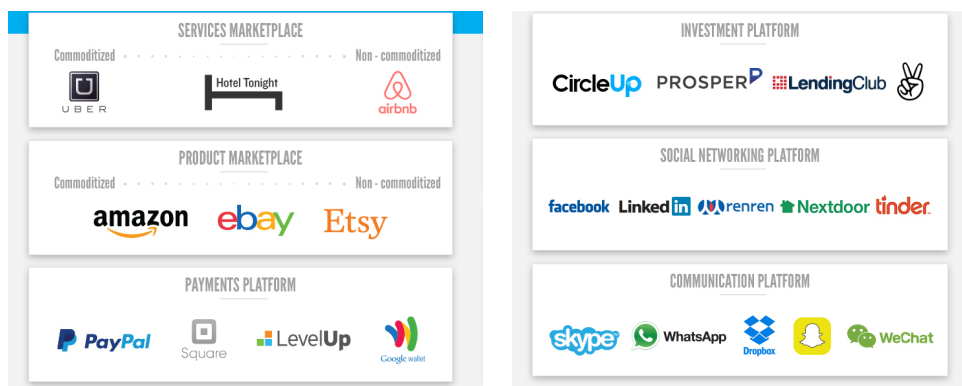 SERVICES MARKETPLACE
Commoditized
Non - commoditized
UBER
Hotel Tonight
airbnb
PRODUCT MARKETPLACE
Commoditized
Non - commoditized
amazon
ebay
Etsy
PAYMENTS PLATFORM
PayPal
Square
LevelUp
Google wallet
INVESTMENT PLATFORM
CircleUp
PROSPER
LendingClub
SOCIAL NETWORKING PLATFORM
facebook
Linked in
renren
Nextdoor
tinder
COMMUNICATION PLATFORM
skype
WhatsApp
Dropbox
WeChat